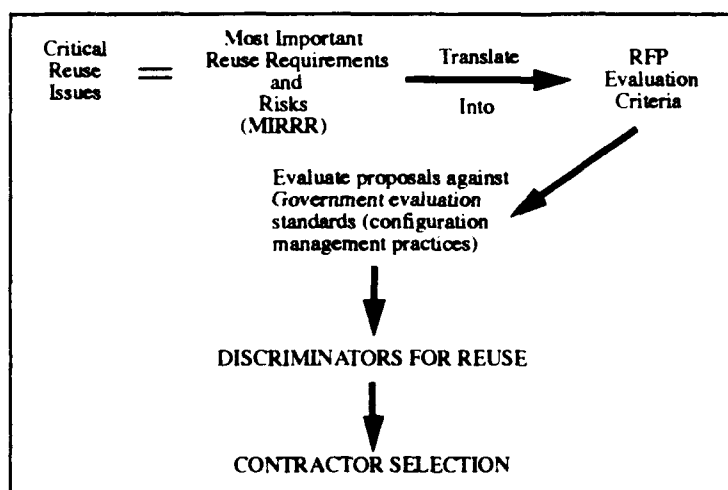 Critical
Reuse
Issues
=
Most Important
Reuse Requirements
and
Risks
(MIRRR)
Translate
Into
RFP
Evaluation
Criteria
Evaluate proposals against
Government evaluation
standards (configuration
management practices)
DISCRIMINATORS FOR REUSE
CONTRACTOR SELECTION